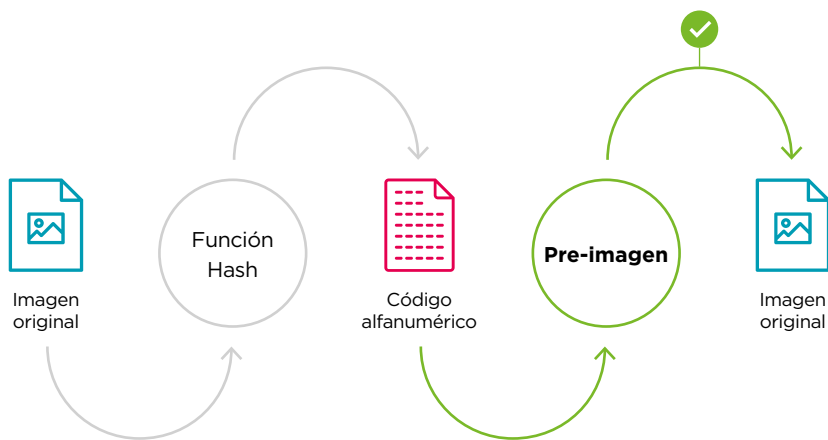 Imagen
original
Función
Hash
Código
alfanumérico
Pre-imagen
Imagen
original